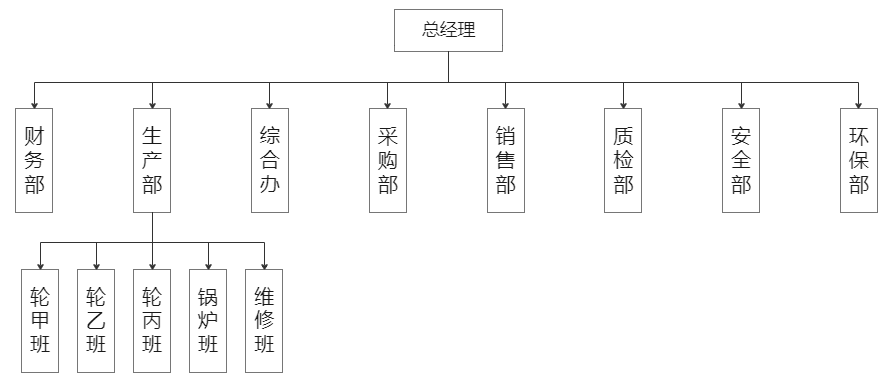 总经理
财务部
生产部
综合办
采购部
销售部
质检部
安全部
环保部
轮甲班
轮乙班
轮丙班
锅炉班
维修班